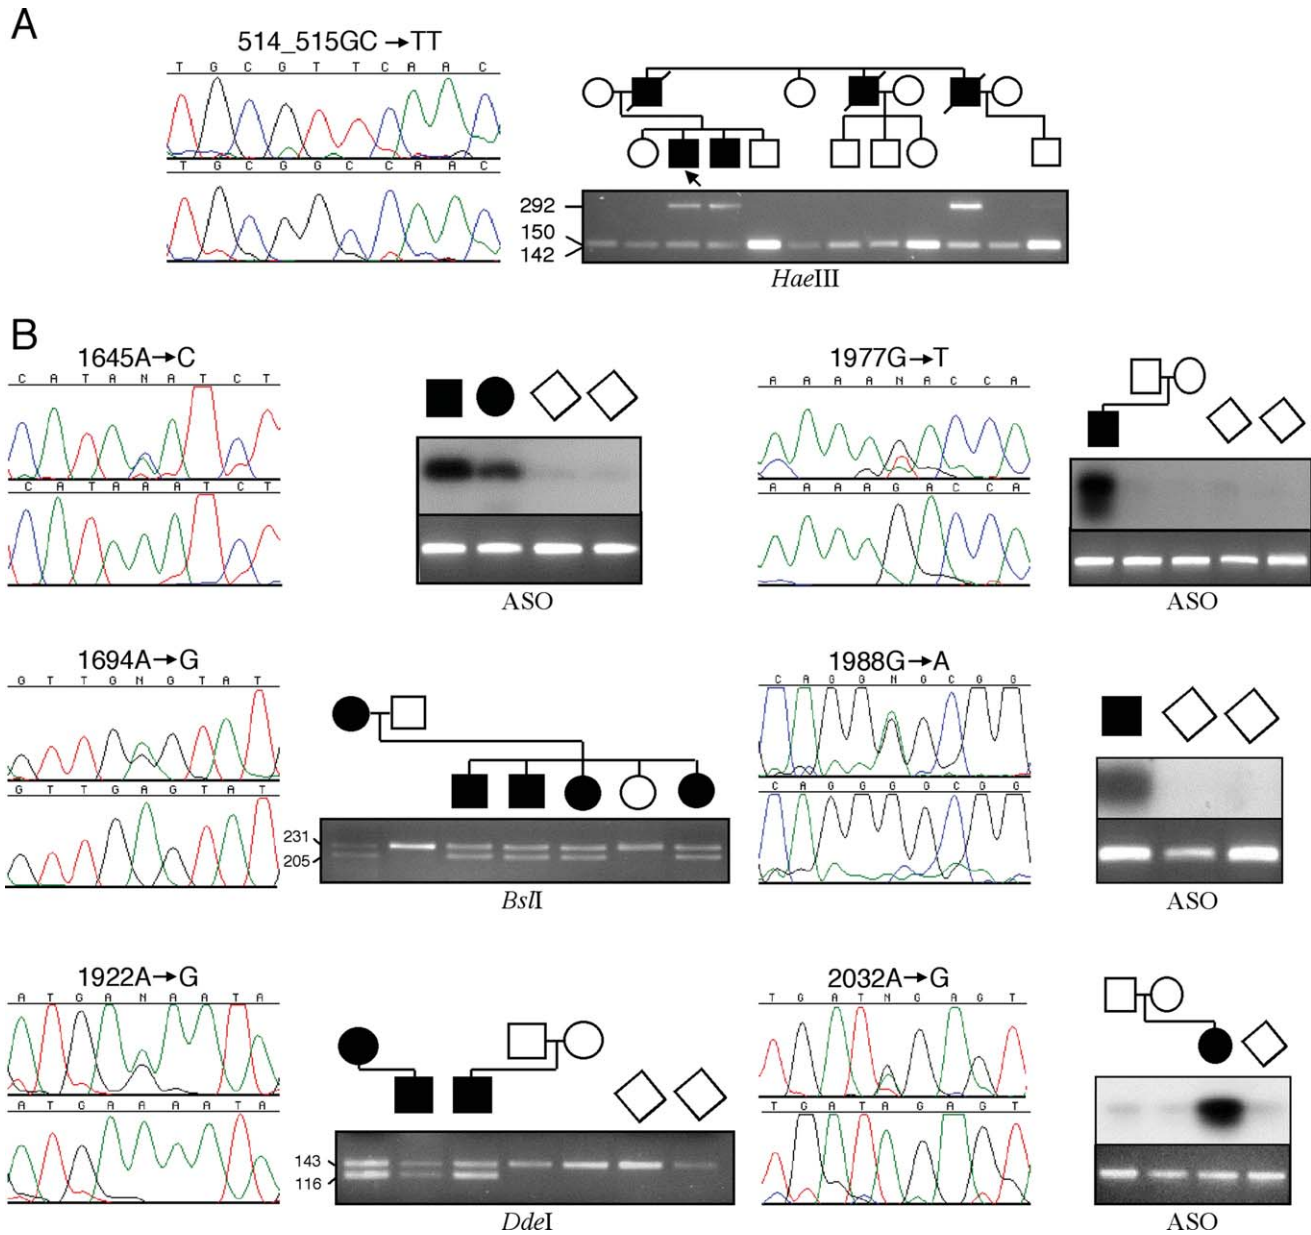 A
514_515GC→TT
T G C G T T C A A C
T G C G G C C A A C
292
150
142
HaeIII
B
1645A→C
C A T A N A T C T
C A T A A A T C T
ASO
1977G→T
A A A A N A C C A
A A A A G A C C A
ASO
1694A→G
G T T G N G T A T
G T T G A G T A T
231
205
BslI
1988G→A
C A G G N G C G G
C A G G G G C G G
ASO
1922A→G
A T G A N A A T A
A T G A A A A T A
143
116
DdeI
2032A→G
T G A T N G A G T
T G A T A G A G T
ASO